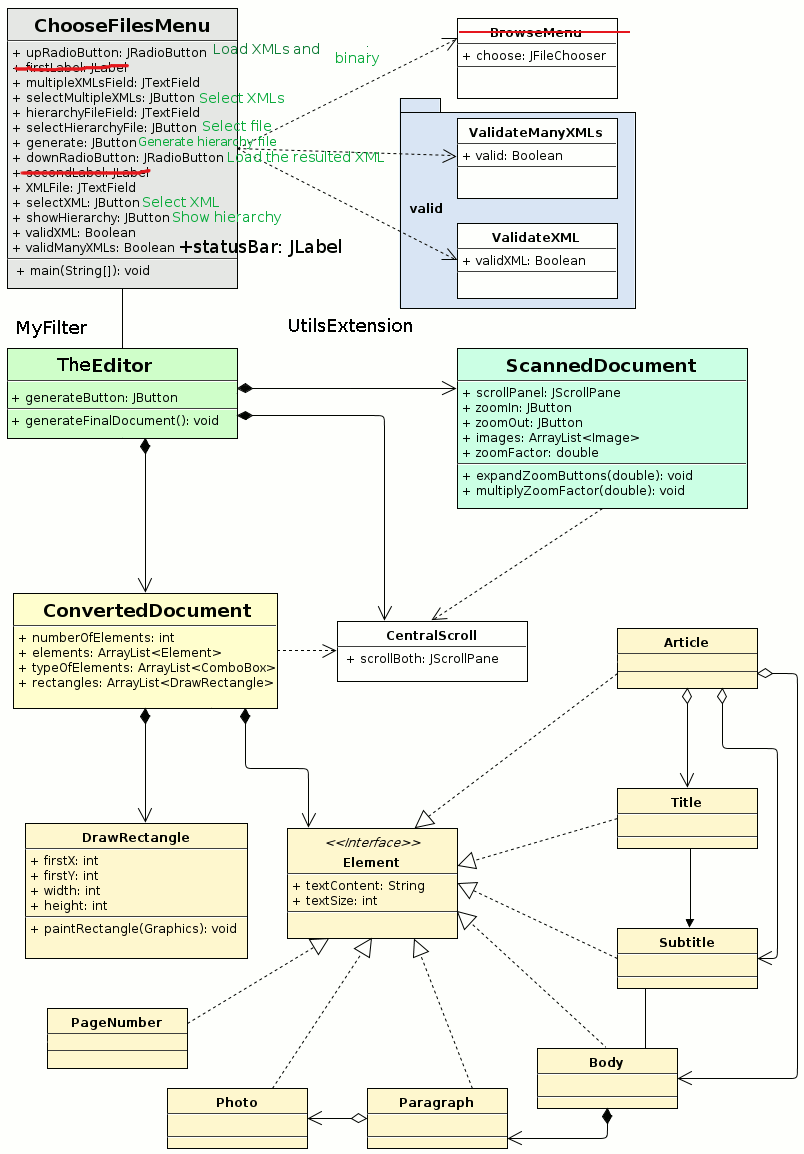 ChooseFilesMenu
+ upRadioButton: JRadioButton Load XMLs and binary
+ firstLabel: JLabel
+ multipleXMLsField: JTextField
+ selectMultipleXMLs: JButton Select XMLs
+ hierarchyFileField: JTextField
+ selectHierarchyFile: JButton Select file
+ generate: JButton Generate hierarchy file
+ downRadioButton: JRadioButton Load the resulted XML
+ secondLabel: JLabel
+ XMLFile: JTextField
+ selectXML: JButton Select XML
+ showHierarchy: JButton Show hierarchy
+ validXML: Boolean
+ validManyXMLs: Boolean +statusBar: JLabel
+ main(String[]): void
BrowseMenu
+ choose: JFileChooser
valid
ValidateManyXMLs
+ valid: Boolean
ValidateXML
+ validXML: Boolean
MyFilter
UtilsExtension
TheEditor
+ generateButton: JButton
+ generateFinalDocument(): void
ScannedDocument
+ scrollPanel: JScrollPane
+ zoomIn: JButton
+ zoomOut: JButton
+ images: ArrayList<Image>
+ zoomFactor: double
+ expandZoomButtons(double): void
+ multiplyZoomFactor(double): void
ConvertedDocument
+ numberOfElements: int
+ elements: ArrayList<Element>
+ typeOfElements: ArrayList<ComboBox>
+ rectangles: ArrayList<DrawRectangle>
CentralScroll
+ scrollBoth: JScrollPane
Article
Title
Subtitle
DrawRectangle
+ firstX: int
+ firstY: int
+ width: int
+ height: int
+ paintRectangle(Graphics): void
<<Interface>>
Element
+ textContent: String
+ textSize: int
PageNumber
Body
Photo
Paragraph